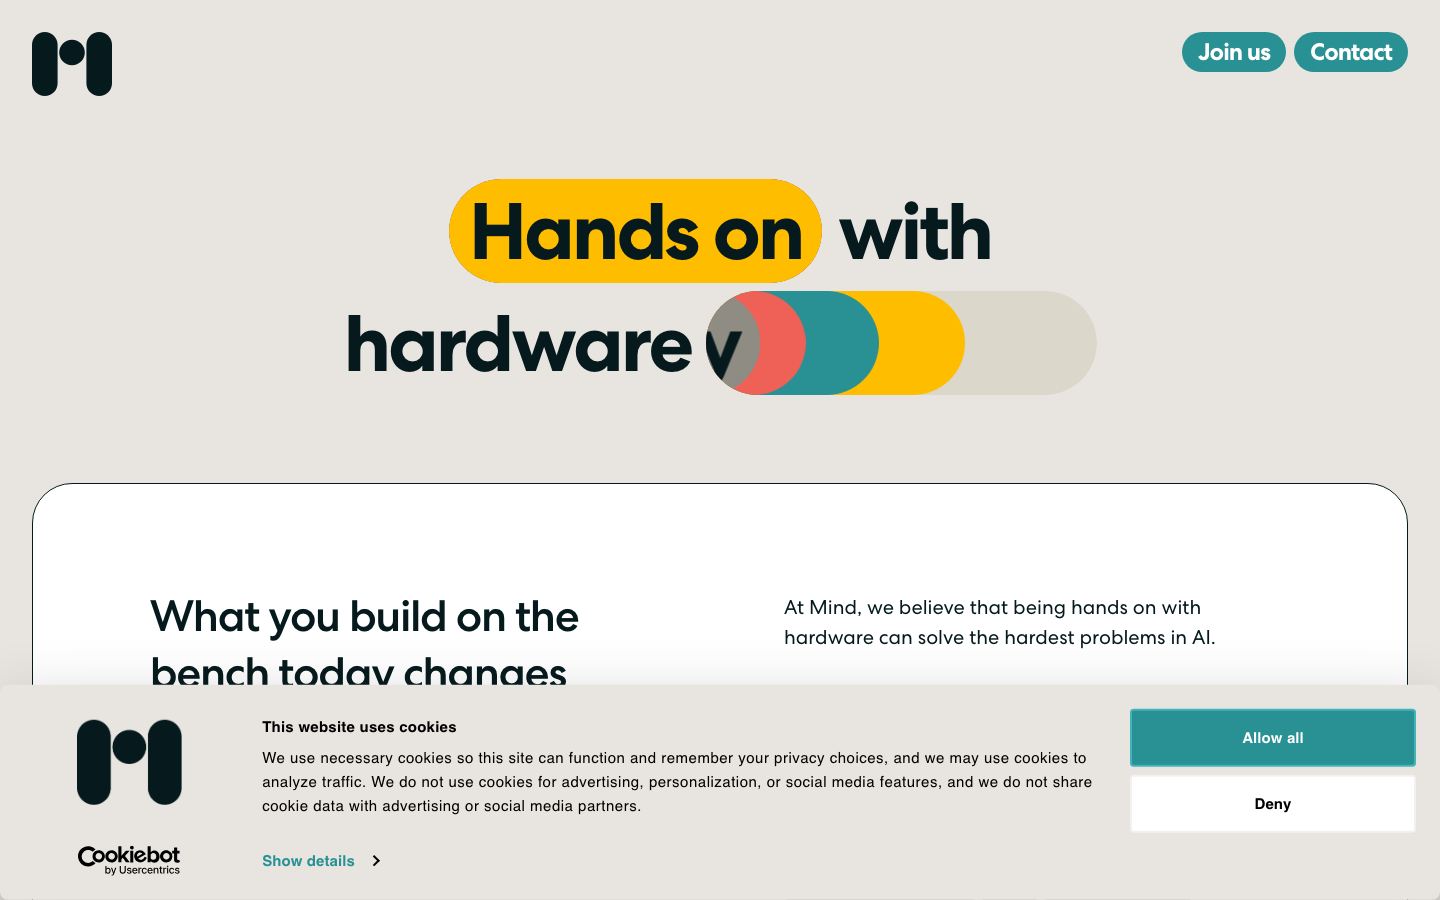 Join us
Contact
Hands on with
hardware
What you build on the
bench today changes
At Mind, we believe that being hands on with
hardware can solve the hardest problems in AI.
This website uses cookies
We use necessary cookies so this site can function and remember your privacy choices, and we may use cookies to
analyze traffic. We do not use cookies for advertising, personalization, or social media features, and we do not share
cookie data with advertising or social media partners.
Show details
Allow all
Deny
Cookiebot
by Usercentrics